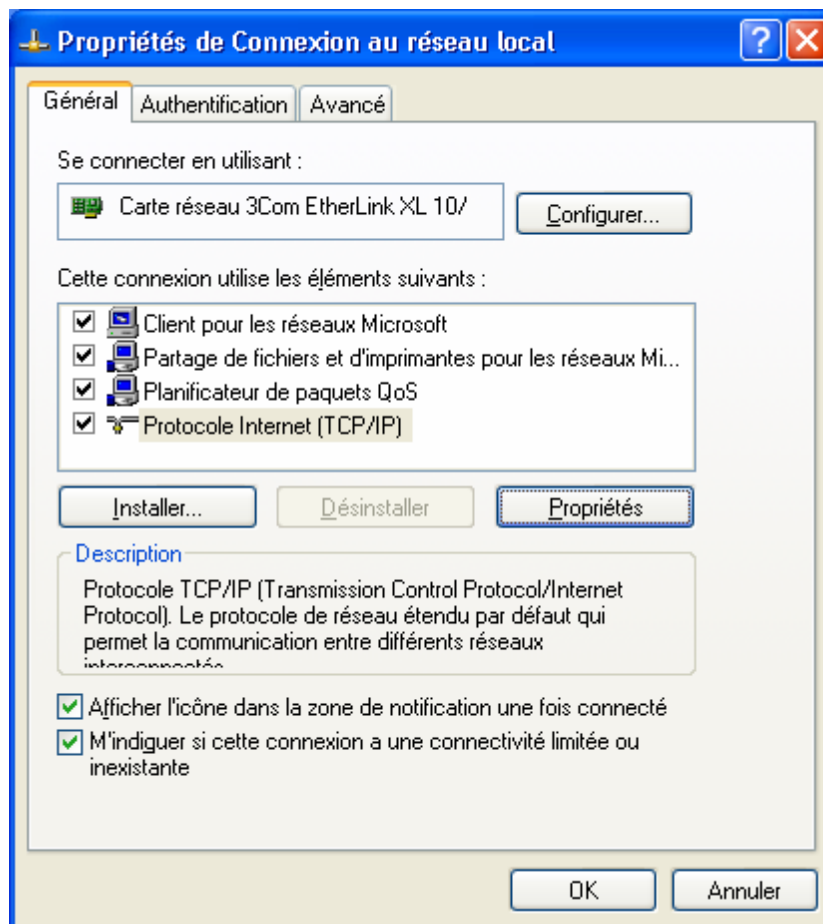 Propriétés de Connexion au réseau local
Général Authentification Avancé
Se connecter en utilisant :
Carte réseau 3Com EtherLink XL 10/
Configurer...
Cette connexion utilise les éléments suivants :
Client pour les réseaux Microsoft
Partage de fichiers et d'imprimantes pour les réseaux Mi...
Planificateur de paquets QoS
Protocole Internet (TCP/IP)
Installer... Désinstaller Propriétés
Description
Protocole TCP/IP (Transmission Control Protocol/Internet
Protocol). Le protocole de réseau étendu par défaut qui
permet la communication entre différents réseaux
Afficher l'icône dans la zone de notification une fois connecté
M'indiquer si cette connexion a une connectivité limitée ou
inexistante
OK Annuler